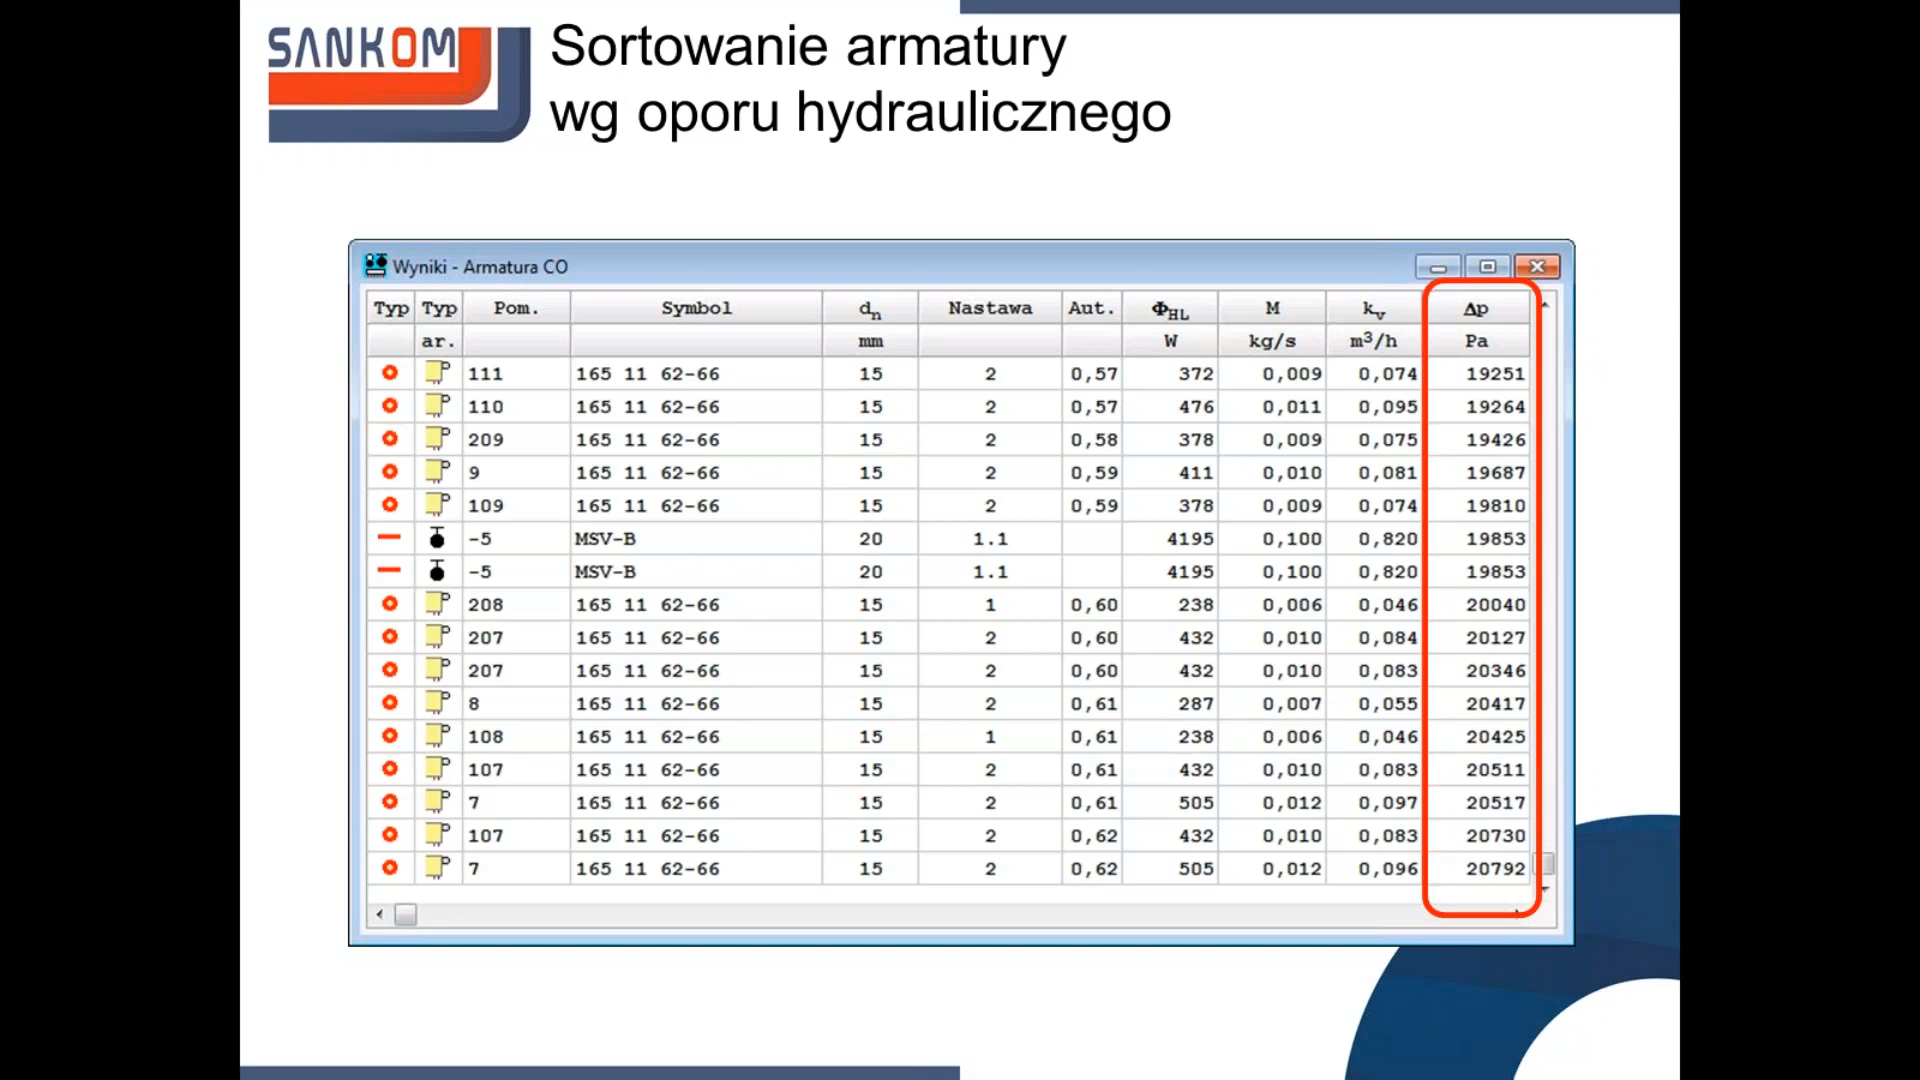 SANKOM
Sortowanie armatury
wg oporu hydraulicznego
Wyniki - Armatura CO
Typ Typ Pom. Symbol dn Nastawa Aut. ΦHL M kv Δp
ar. mm W kg/s m³/h Pa
111 165 11 62-66 15 2 0,57 372 0,009 0,074 19251
110 165 11 62-66 15 2 0,57 476 0,011 0,095 19264
209 165 11 62-66 15 2 0,58 378 0,009 0,075 19426
9 165 11 62-66 15 2 0,59 411 0,010 0,081 19687
109 165 11 62-66 15 2 0,59 378 0,009 0,074 19810
-5 MSV-B 20 1.1 4195 0,100 0,820 19853
-5 MSV-B 20 1.1 4195 0,100 0,820 19853
208 165 11 62-66 15 1 0,60 238 0,006 0,046 20040
207 165 11 62-66 15 2 0,60 432 0,010 0,084 20127
207 165 11 62-66 15 2 0,60 432 0,010 0,083 20346
8 165 11 62-66 15 2 0,61 287 0,007 0,055 20417
108 165 11 62-66 15 1 0,61 238 0,006 0,046 20425
107 165 11 62-66 15 2 0,61 432 0,010 0,083 20511
7 165 11 62-66 15 2 0,61 505 0,012 0,097 20517
107 165 11 62-66 15 2 0,62 432 0,010 0,083 20730
7 165 11 62-66 15 2 0,62 505 0,012 0,096 20792